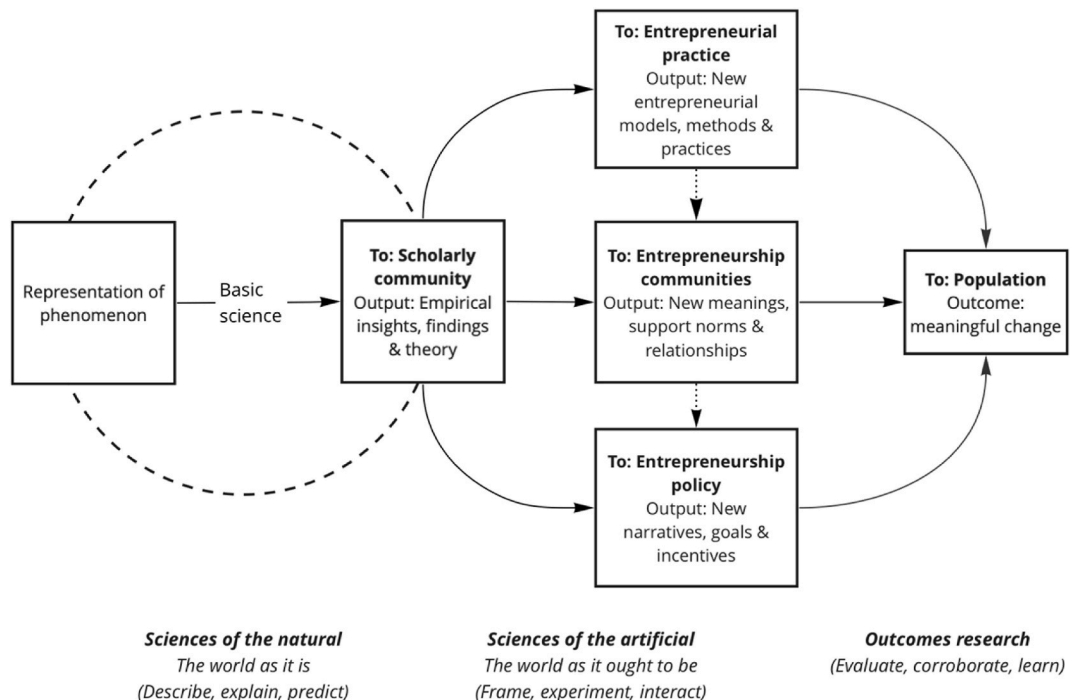 To: Entrepreneurial
practice
Output: New
entrepreneurial
models, methods &
practices
Representation of
phenomenon
Basic
science
To: Scholarly
community
Output: Empirical
insights, findings
& theory
To: Entrepreneurship
communities
Output: New meanings,
support norms &
relationships
To: Population
Outcome:
meaningful change
To: Entrepreneurship
policy
Output: New
narratives, goals &
incentives
Sciences of the natural
The world as it is
(Describe, explain, predict)
Sciences of the artificial
The world as it ought to be
(Frame, experiment, interact)
Outcomes research
(Evaluate, corroborate, learn)